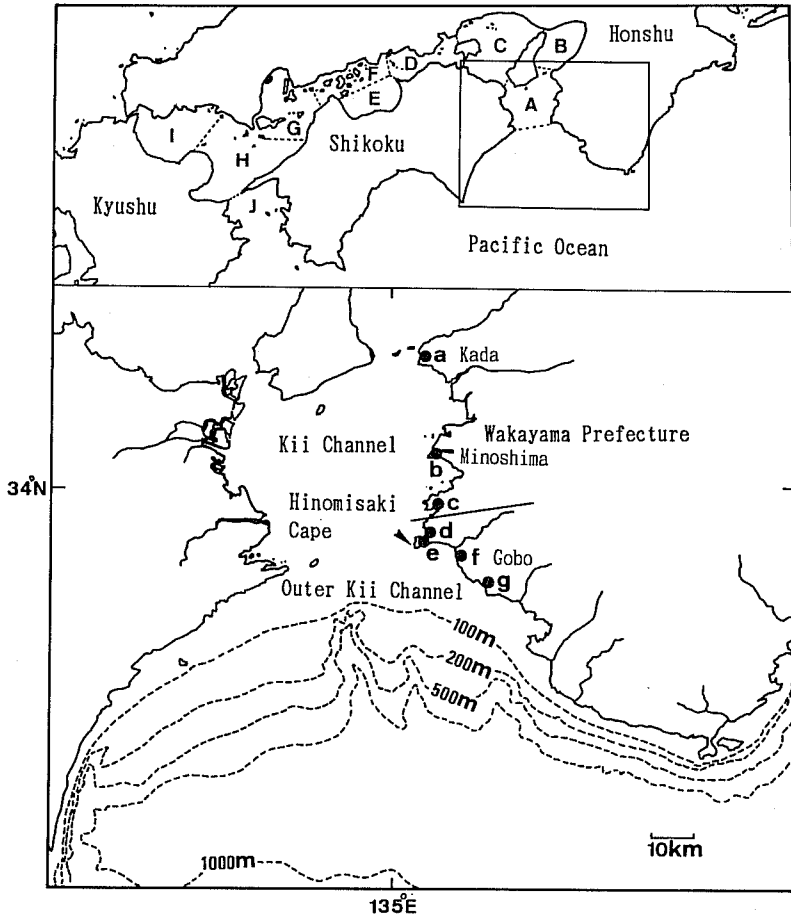 Honshu
C
B
D
F
E
A
G
I
H
Shikoku
J
Kyushu
Pacific Ocean
a Kada
Kii Channel
Wakayama Prefecture
Minoshima
b
34°N
Hinomisaki
Cape
c
d
e
f Gobo
g
Outer Kii Channel
100m
200m
500m
1000m
10km
135°E